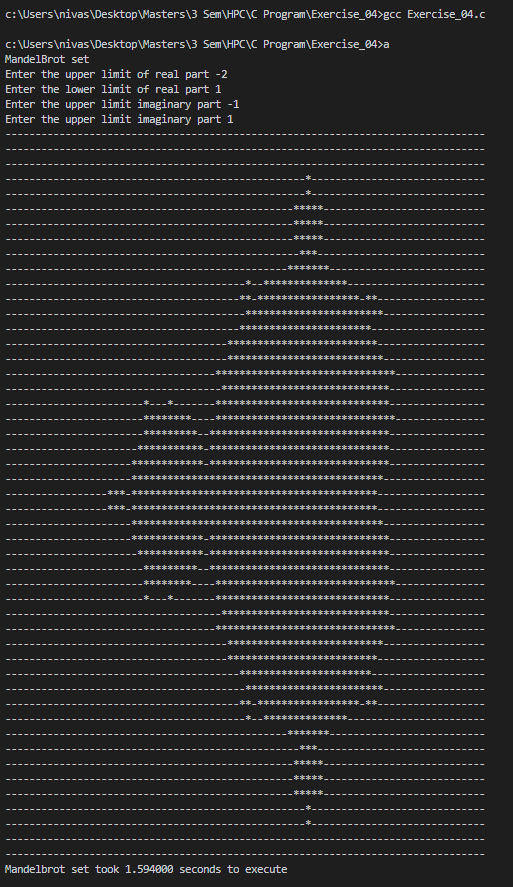 c:\Users\nivas\Desktop\Masters\3 Sem\HPC\C Program\Exercise_04>gcc Exercise_04.c
c:\Users\nivas\Desktop\Masters\3 Sem\HPC\C Program\Exercise_04>a
MandelBrot set
Enter the upper limit of real part -2
Enter the lower limit of real part 1
Enter the upper limit imaginary part -1
Enter the upper limit imaginary part 1
Mandelbrot set took 1.594000 seconds to execute